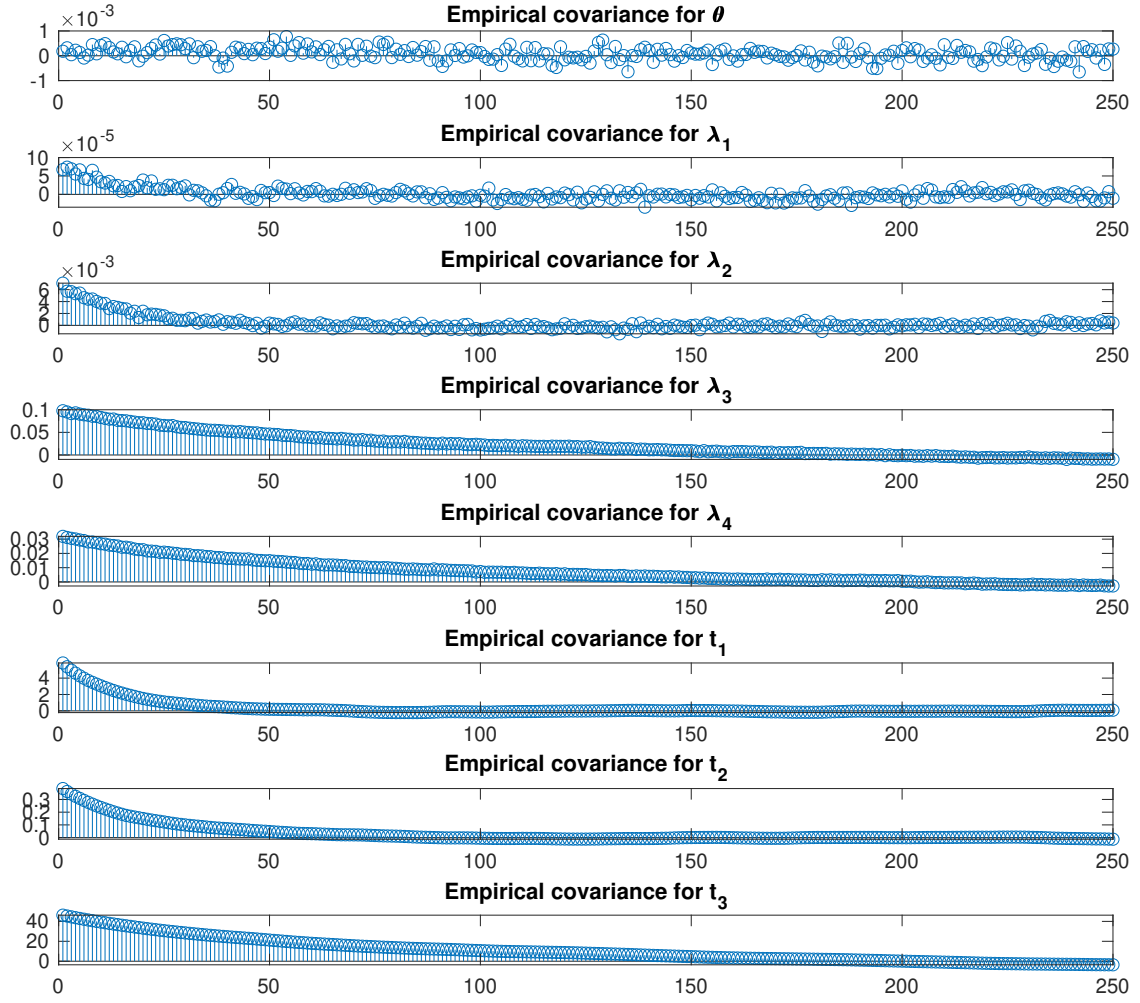 Empirical covariance for θ
×10⁻³
1
0
-1
0 50 100 150 200 250
Empirical covariance for λ₁
×10⁻⁵
10
5
0
0 50 100 150 200 250
Empirical covariance for λ₂
×10⁻³
6
4
2
0
0 50 100 150 200 250
Empirical covariance for λ₃
0.1
0.05
0
0 50 100 150 200 250
Empirical covariance for λ₄
0.03
0.02
0.01
0
0 50 100 150 200 250
Empirical covariance for t₁
4
2
0
0 50 100 150 200 250
Empirical covariance for t₂
0.3
0.2
0.1
0
0 50 100 150 200 250
Empirical covariance for t₃
40
20
0
0 50 100 150 200 250